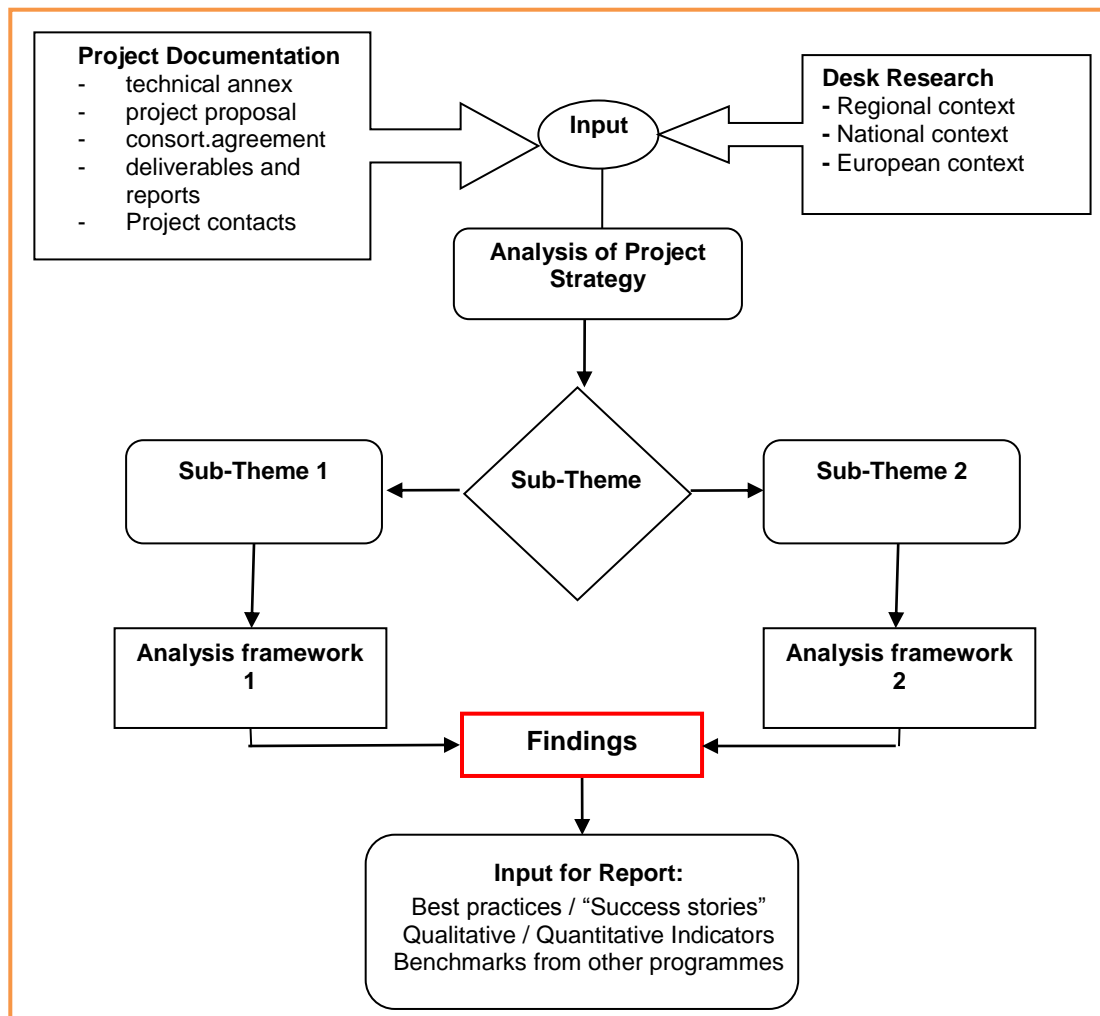 Project Documentation
- technical annex
- project proposal
- consort.agreement
- deliverables and
reports
- Project contacts
Input
Desk Research
- Regional context
- National context
- European context
Analysis of Project
Strategy
Sub-Theme 1
Sub-Theme
Sub-Theme 2
Analysis framework
1
Analysis framework
2
Findings
Input for Report:
Best practices / “Success stories”
Qualitative / Quantitative Indicators
Benchmarks from other programmes